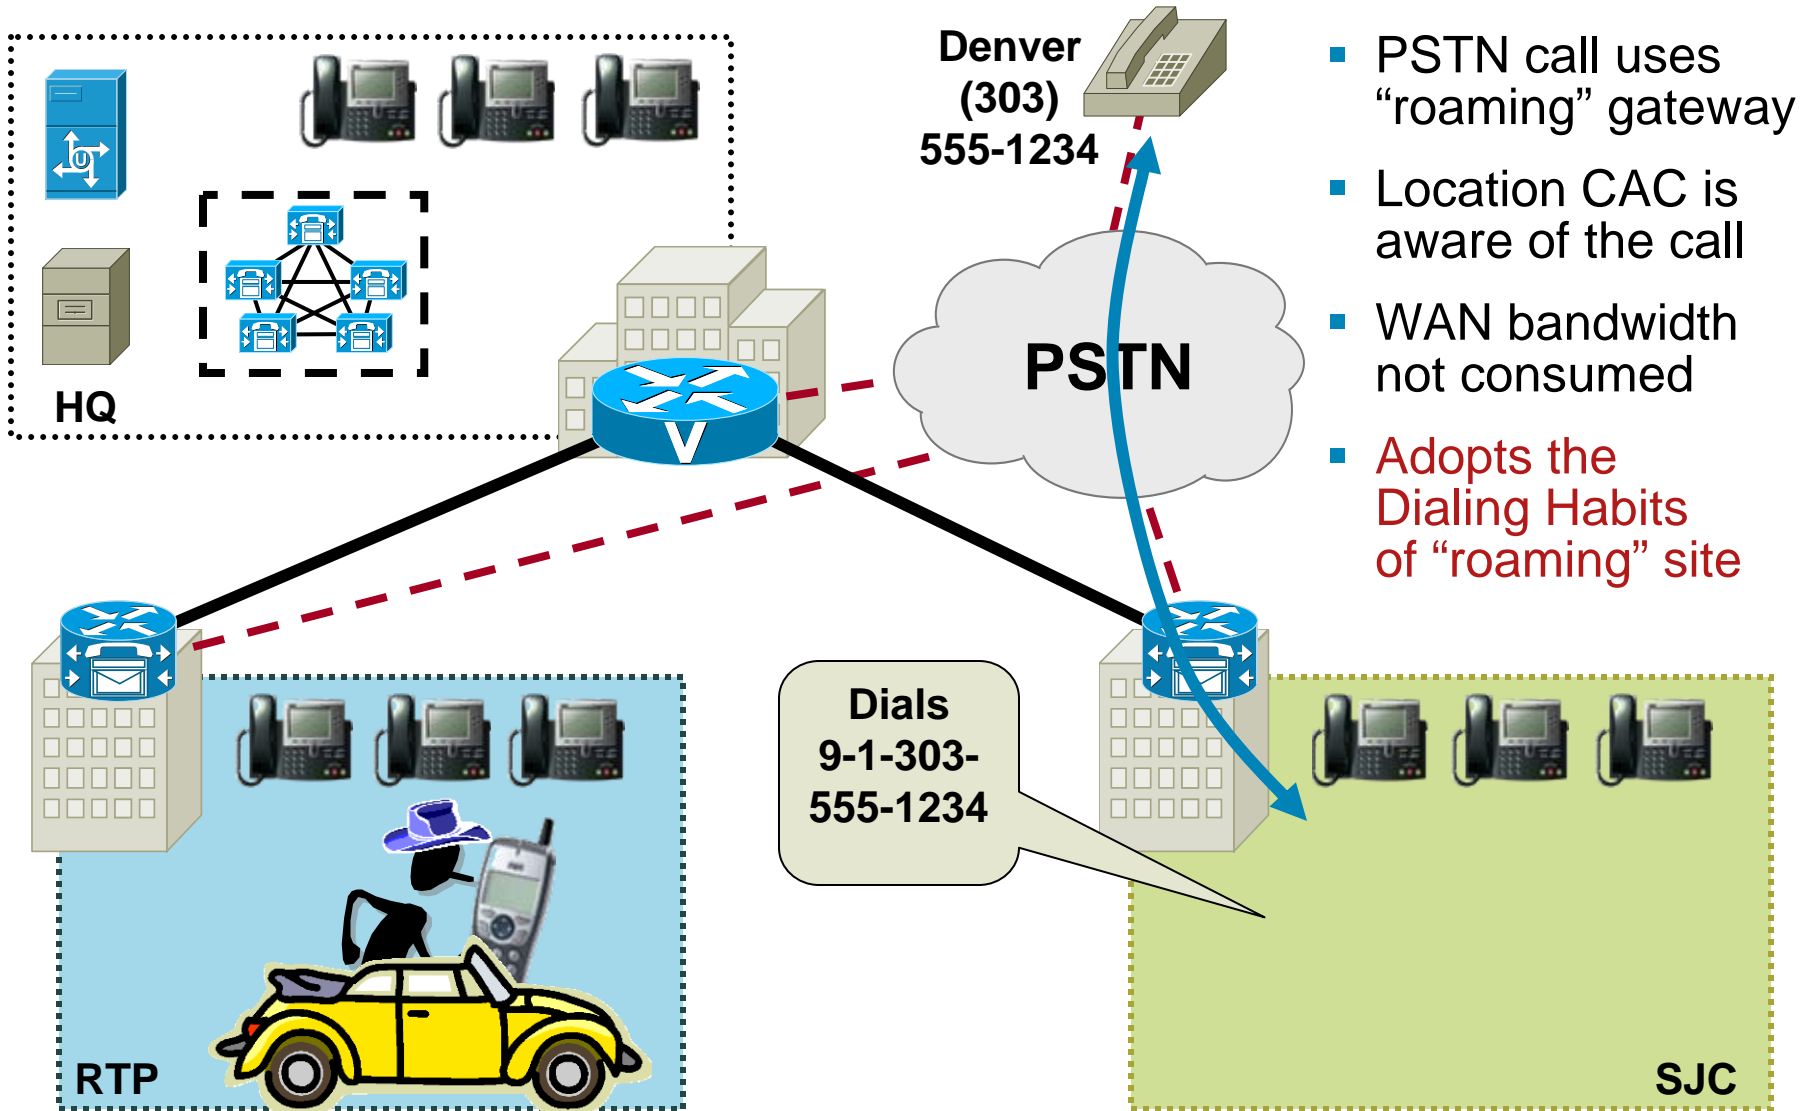 Denver
(303)
555-1234
PSTN call uses
“roaming” gateway
Location CAC is
aware of the call
WAN bandwidth
not consumed
Adopts the
Dialing Habits
of “roaming” site
U
HQ
V
PSTN
Dials
9-1-303-
555-1234
RTP
SJC